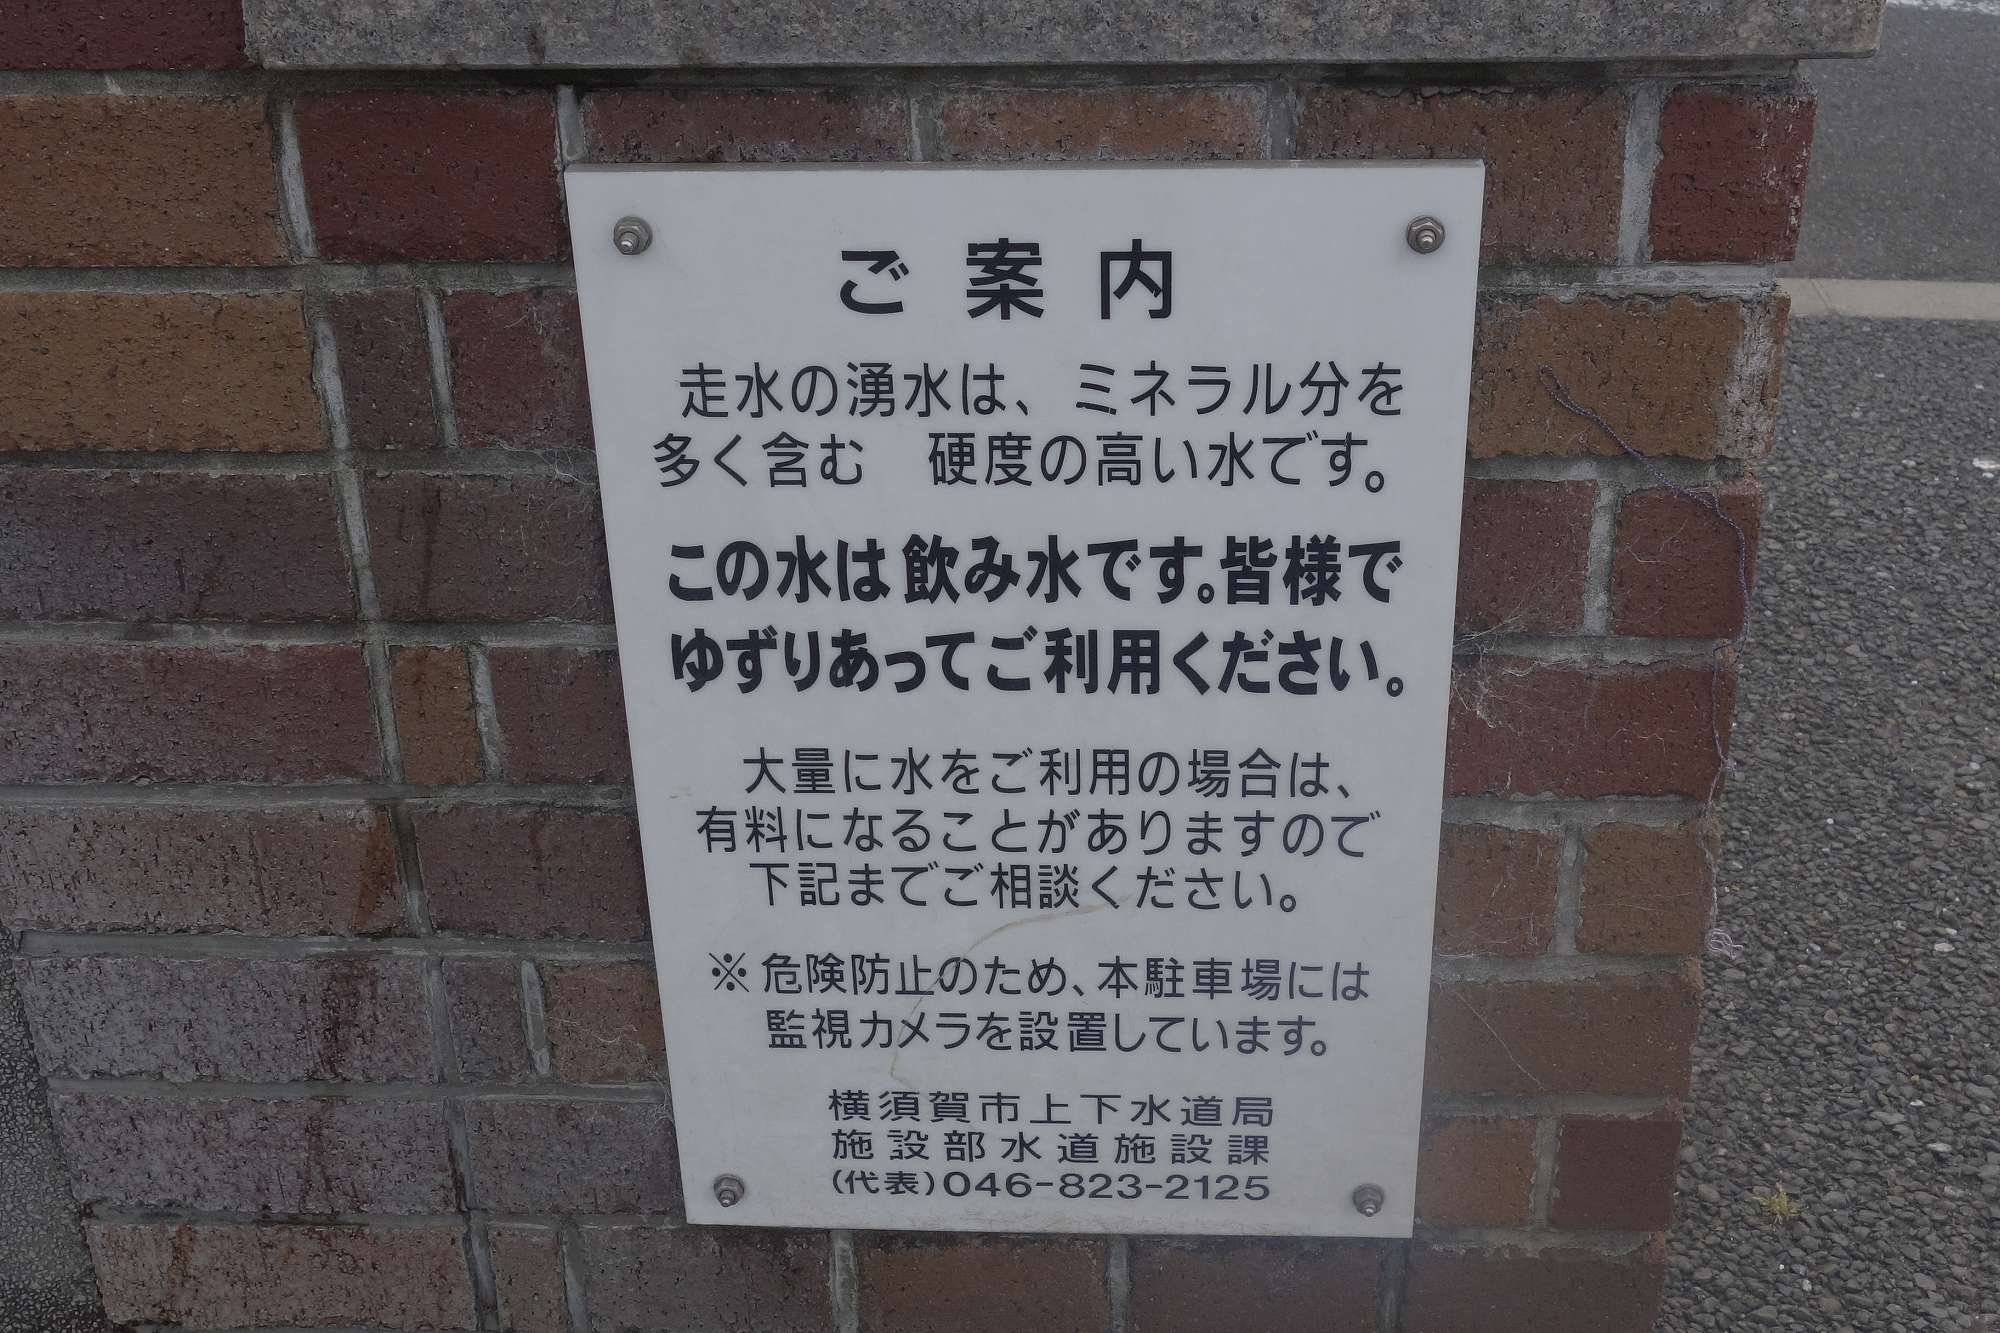 ご案内
走水の湧水は、ミネラル分を
多く含む　硬度の高い水です。
この水は飲み水です。皆様で
ゆずりあってご利用ください。
大量に水をご利用の場合は、
有料になることがありますので
下記までご相談ください。
※危険防止のため、本駐車場には
監視カメラを設置しています。
横須賀市上下水道局
施設部水道施設課
(代表)046-823-2125